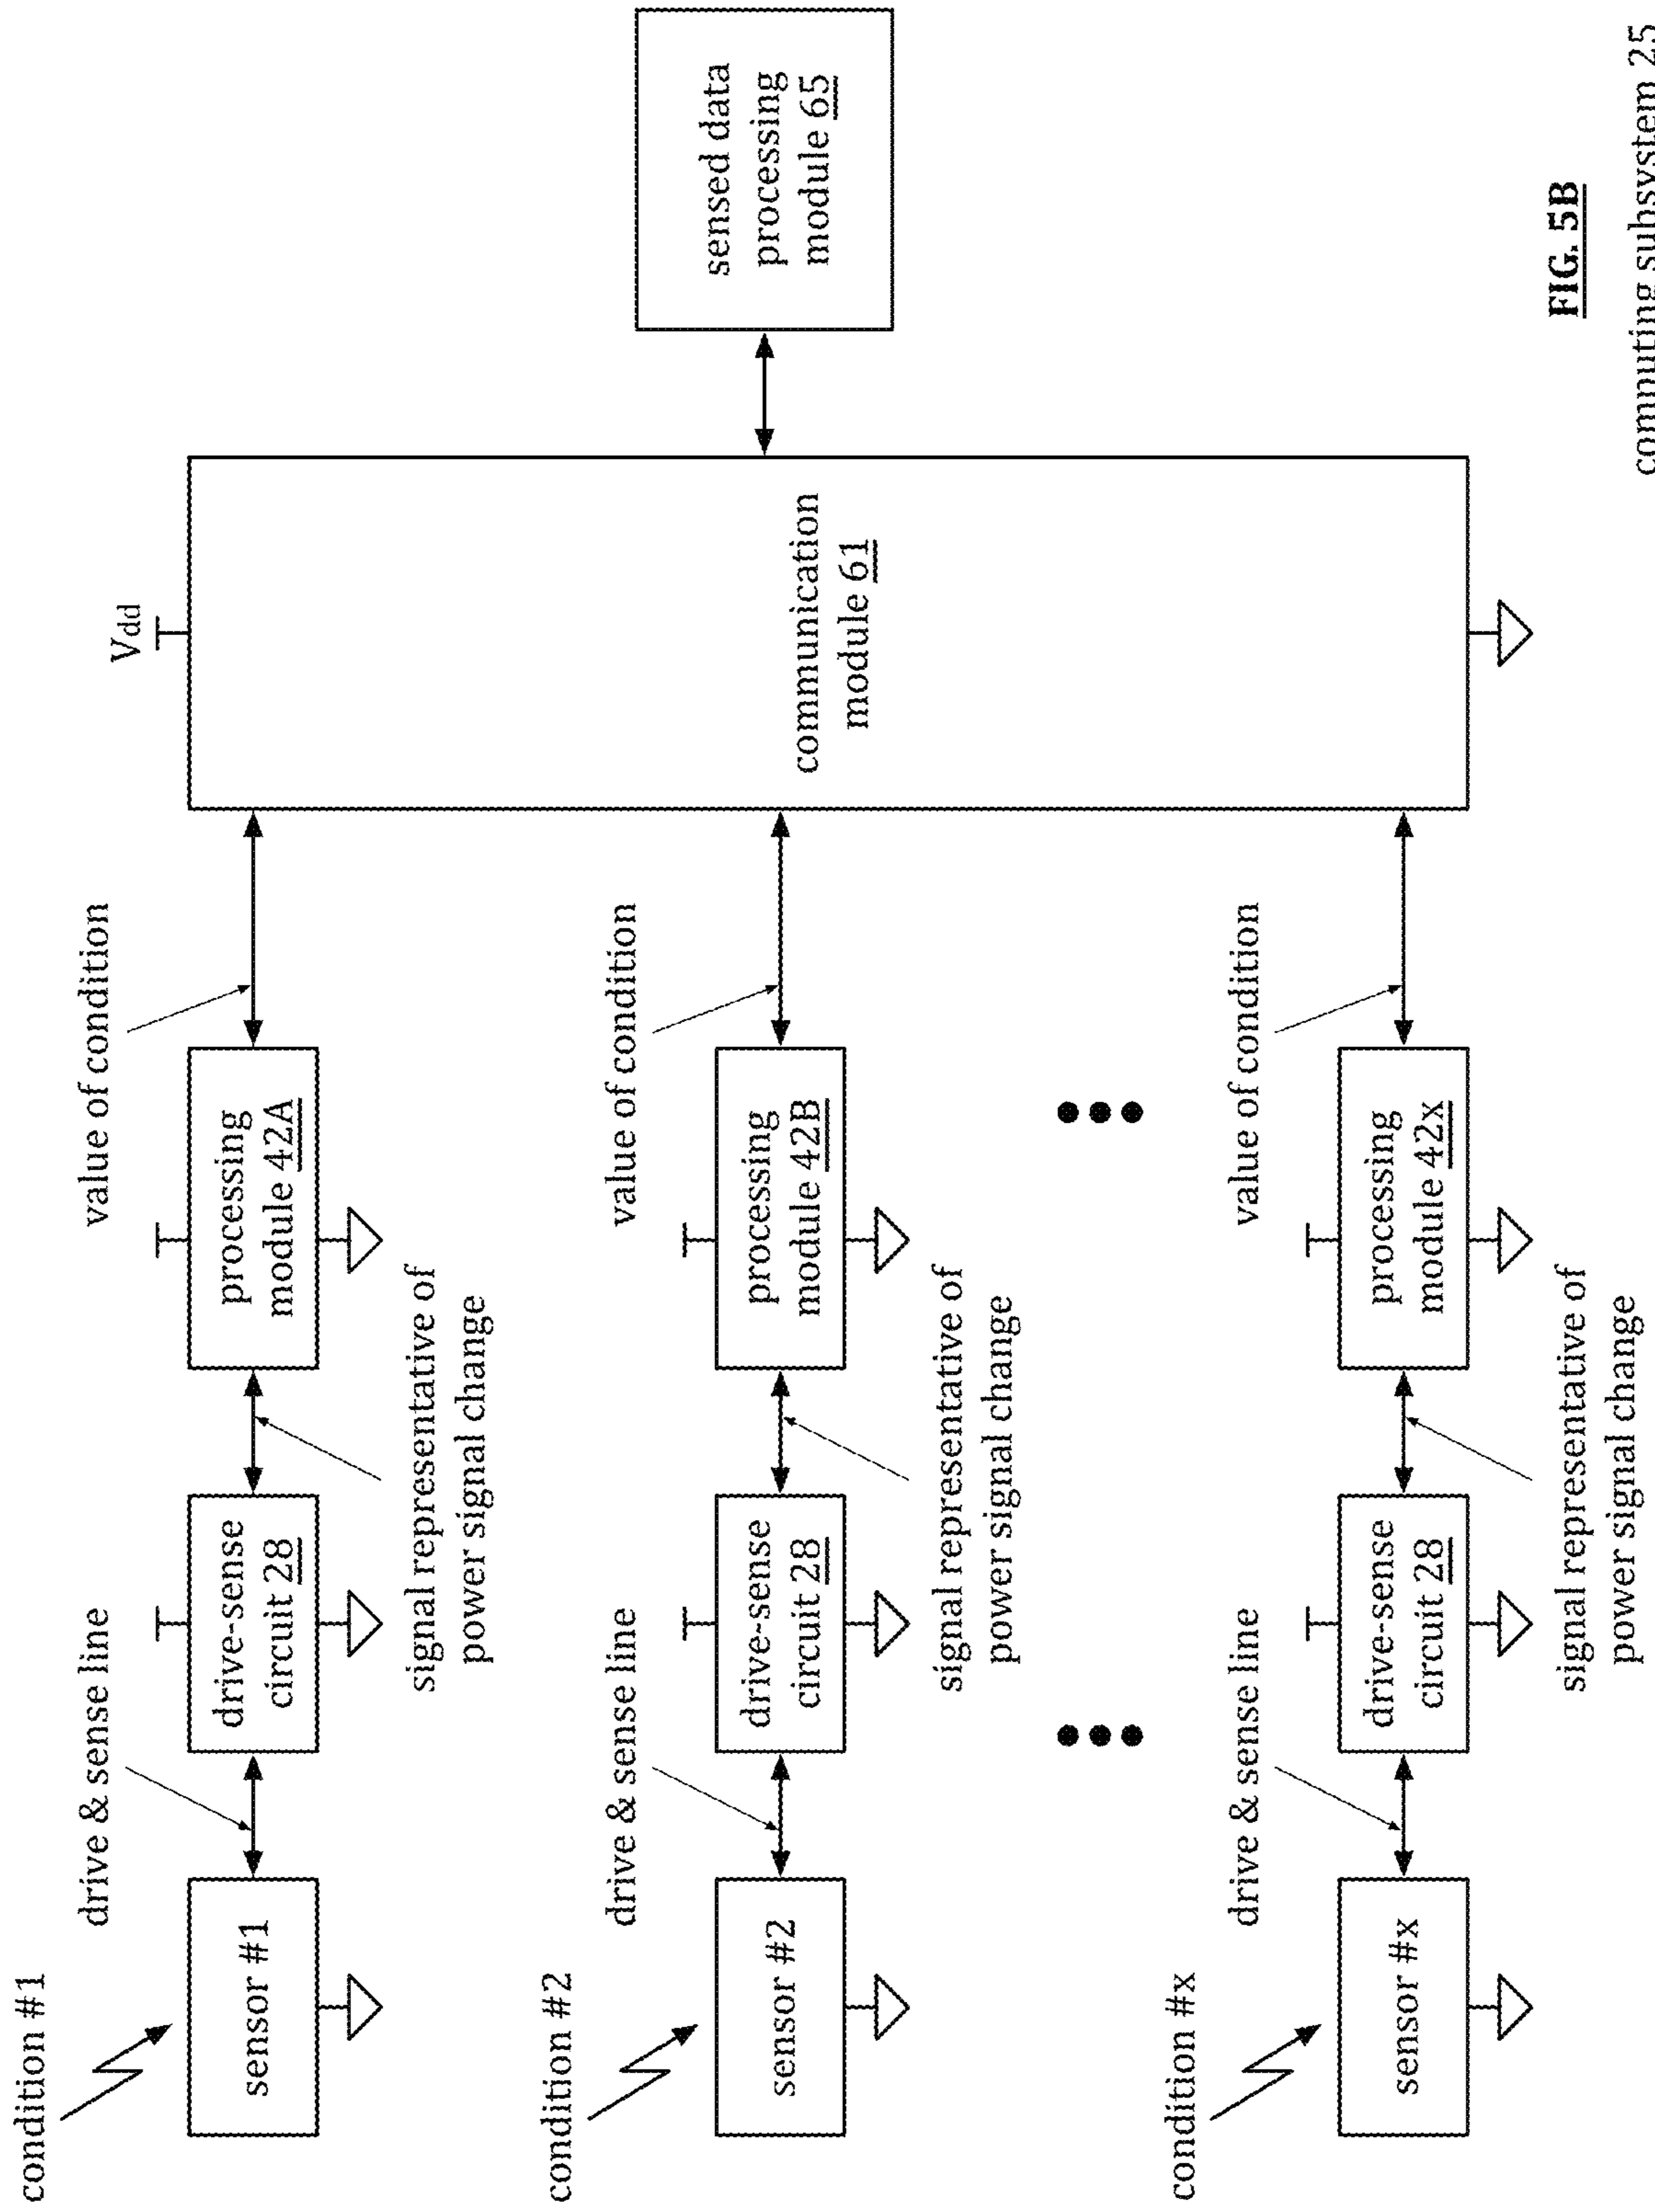 condition #1
drive & sense line
value of condition
Vdd
sensor #1
drive-sense
circuit 28
processing
module 42A
signal representative of
power signal change
condition #2
drive & sense line
value of condition
sensor #2
drive-sense
circuit 28
processing
module 42B
signal representative of
power signal change
communication
module 61
sensed data
processing
module 65
condition #x
drive & sense line
value of condition
sensor #x
drive-sense
circuit 28
processing
module 42x
signal representative of
power signal change
FIG. 5B
computing subsystem 25